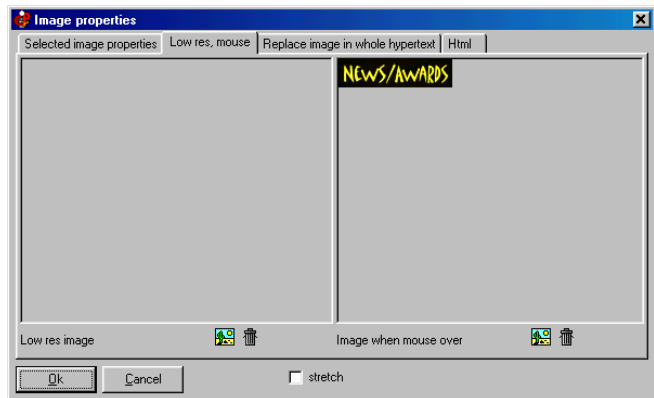 Image properties
Selected image properties Low res, mouse Replace image in whole hypertext Html
NEWS/AWARDS
Low res image Image when mouse over
Ok Cancel stretch